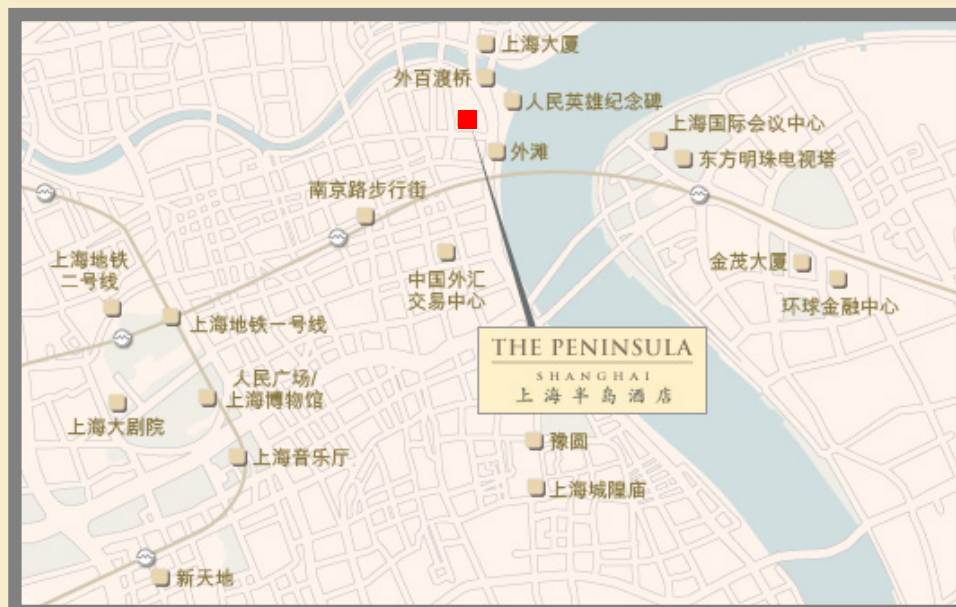 上海大厦
外百渡桥
人民英雄纪念碑
上海国际会议中心
外滩
东方明珠电视塔
南京路步行街
上海地铁
二号线
中国外汇
交易中心
金茂大厦
环球金融中心
上海地铁一号线
THE PENINSULA
SHANGHAI
上海半岛酒店
人民广场/
上海博物馆
上海大剧院
豫圆
上海音乐厅
上海城隍庙
新天地